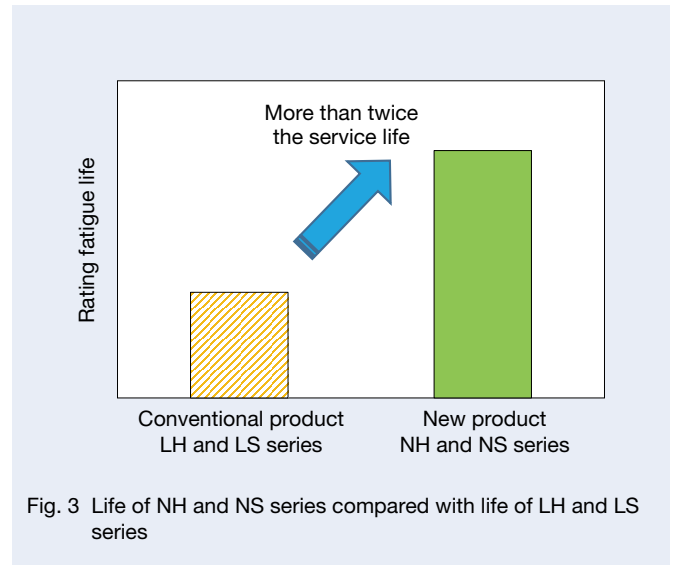 More than twice
the service life
Rating fatigue life
Conventional product
LH and LS series
New product
NH and NS series
Fig. 3 Life of NH and NS series compared with life of LH and LS
series